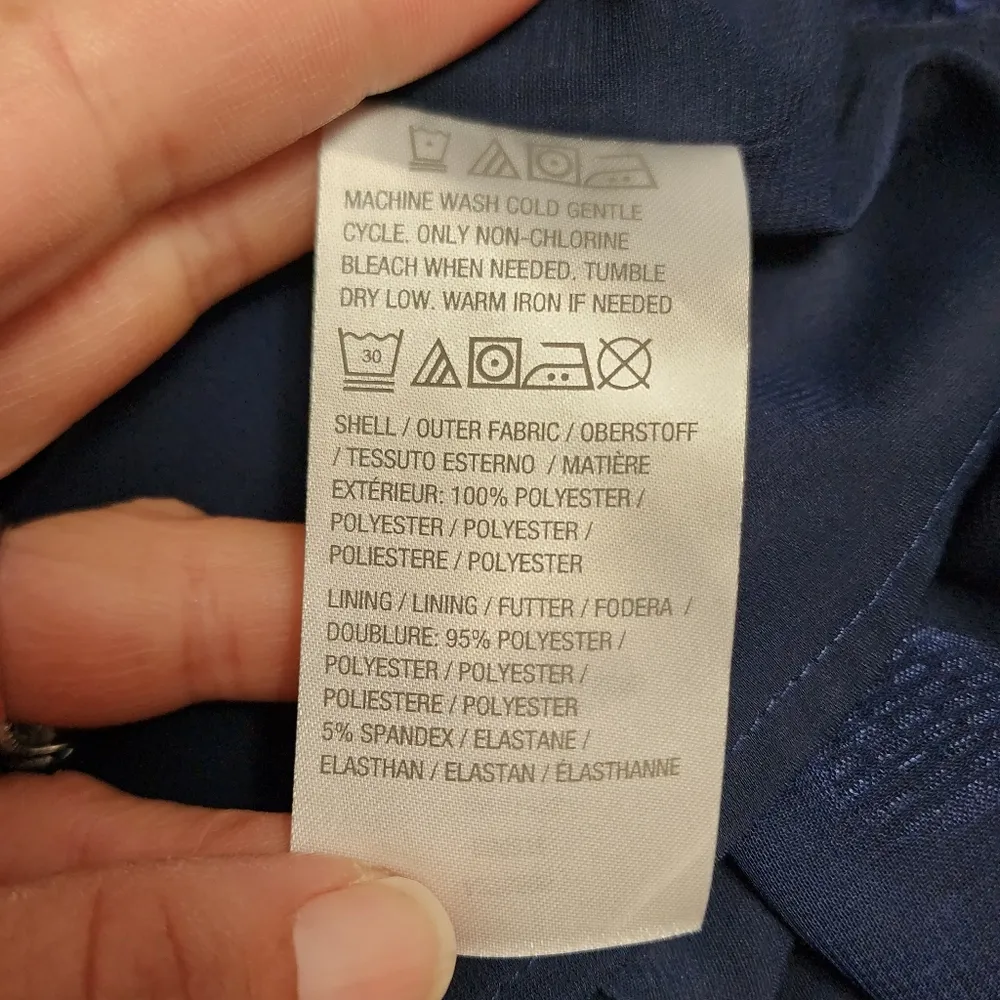 MACHINE WASH COLD GENTLE
CYCLE. ONLY NON-CHLORINE
BLEACH WHEN NEEDED. TUMBLE
DRY LOW. WARM IRON IF NEEDED
30
SHELL / OUTER FABRIC / OBERSTOFF
/ TESSUTO ESTERNO / MATIÈRE
EXTÉRIEUR: 100% POLYESTER /
POLYESTER / POLYESTER /
POLIESTERE / POLYESTER
LINING / LINING / FUTTER / FODERA /
DOUBLURE: 95% POLYESTER /
POLYESTER / POLYESTER /
POLIESTERE / POLYESTER
5% SPANDEX / ELASTANE /
ELASTHAN / ELASTAN / ÉLASTHANNE